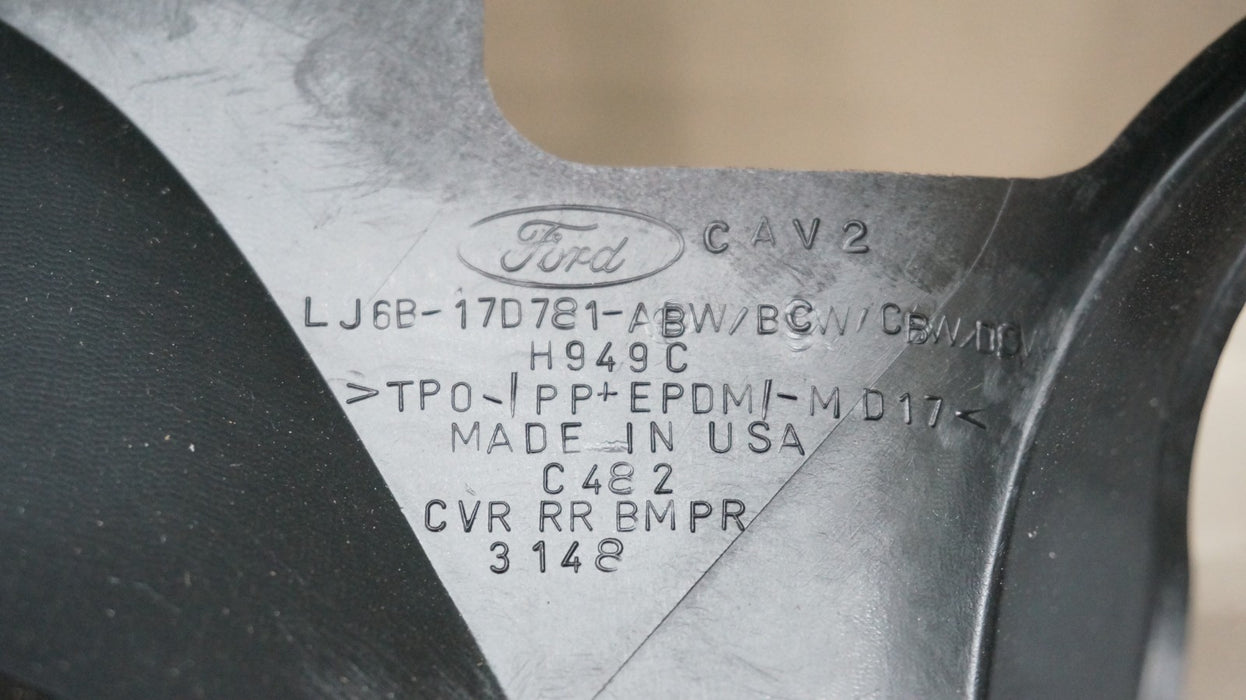 Ford CAV2
LJ6B-17D781-ABW/BCW/CBW/DCW
H949C
>TPO-/PP+EPDM/-MD17<
MADE IN USA
C482
CVR RR BMPR
3148